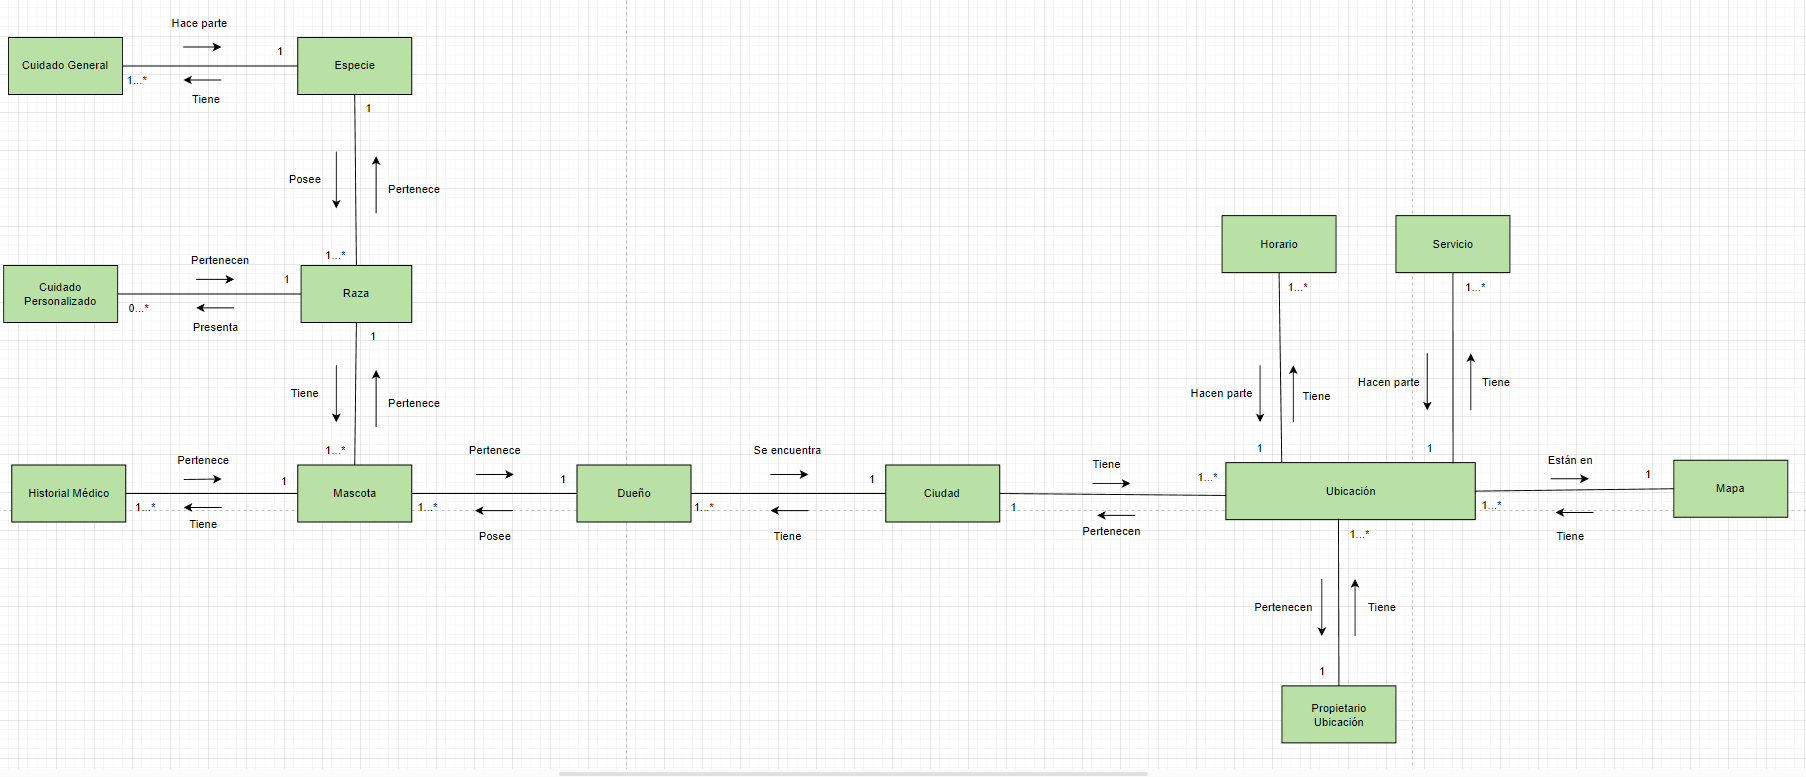 Hace parte
1
Cuidado General
Especie
1...*
Tiene
1
Posee
Pertenece
1...*
Pertenecen
1
Cuidado
Personalizado
Raza
0...*
Presenta
1
Tiene
Pertenece
1...*
Pertenece
1
Historial Médico
Mascota
1...*
Tiene
Pertenece
1
1...*
Posee
Dueño
Se encuentra
1
1...*
Tiene
Ciudad
Tiene
1...*
1
Pertenecen
Horario
Servicio
1...*
1...*
Hacen parte
Tiene
Hacen parte
Tiene
1
1
Ubicación
Están en
1
1...*
Tiene
Mapa
1...*
Pertenecen
Tiene
1
Propietario
Ubicación